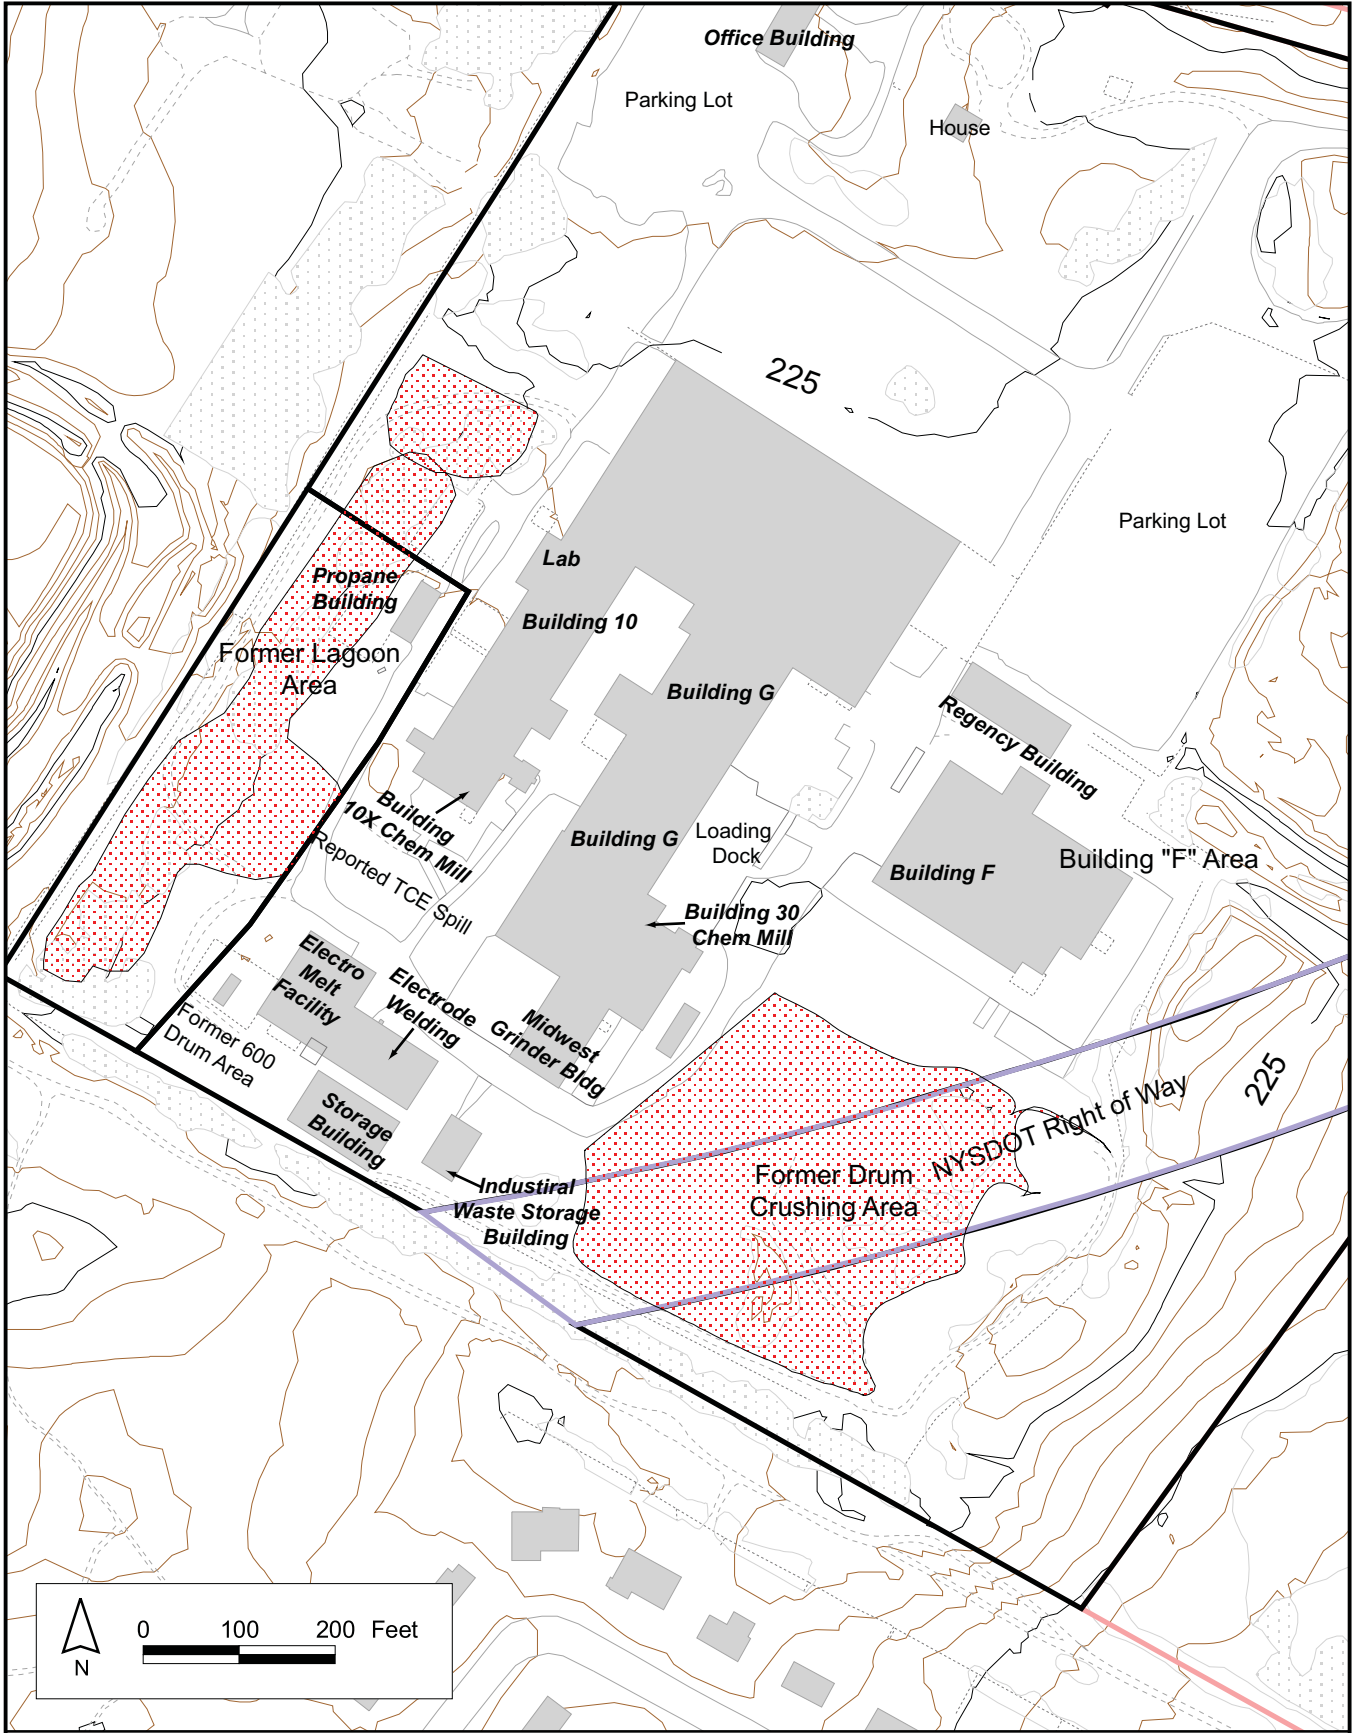 Office Building
Parking Lot
House
225
Parking Lot
Lab
Propane
Building
Building 10
Former Lagoon
Area
Building G
Regency Building
Building
10X Chem Mill
Reported TCE Spill
Building G
Loading
Dock
Building F
Building "F" Area
Building 30
Chem Mill
Electro
Melt
Facility
Electrode
Welding
Midwest
Grinder Bldg
Former 600
Drum Area
Storage
Building
Industiral
Waste Storage
Building
Former Drum
Crushing Area
NYSDOT Right of Way
225
0 100 200 Feet
N